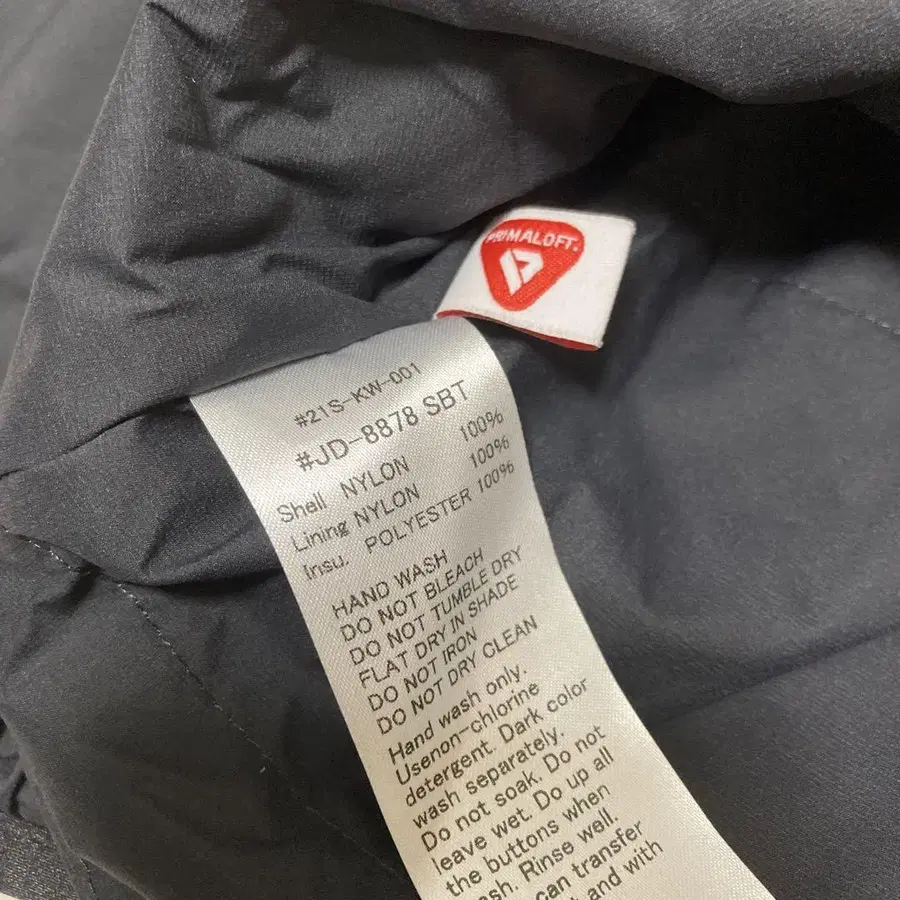 PRIMALOFT.
#21S-KW-001
#JD-8878 SBT
Shell NYLON 100%
Lining NYLON 100%
Insu. POLYESTER 100%
HAND WASH
DO NOT BLEACH
DO NOT TUMBLE DRY
FLAT DRY IN SHADE
DO NOT IRON
DO NOT DRY CLEAN
Hand wash only.
Usenon-chlorine
detergent. Dark color
wash separately.
Do not soak. Do not
leave wet. Do up all
the buttons when
Rinse well.
can transfer
and with